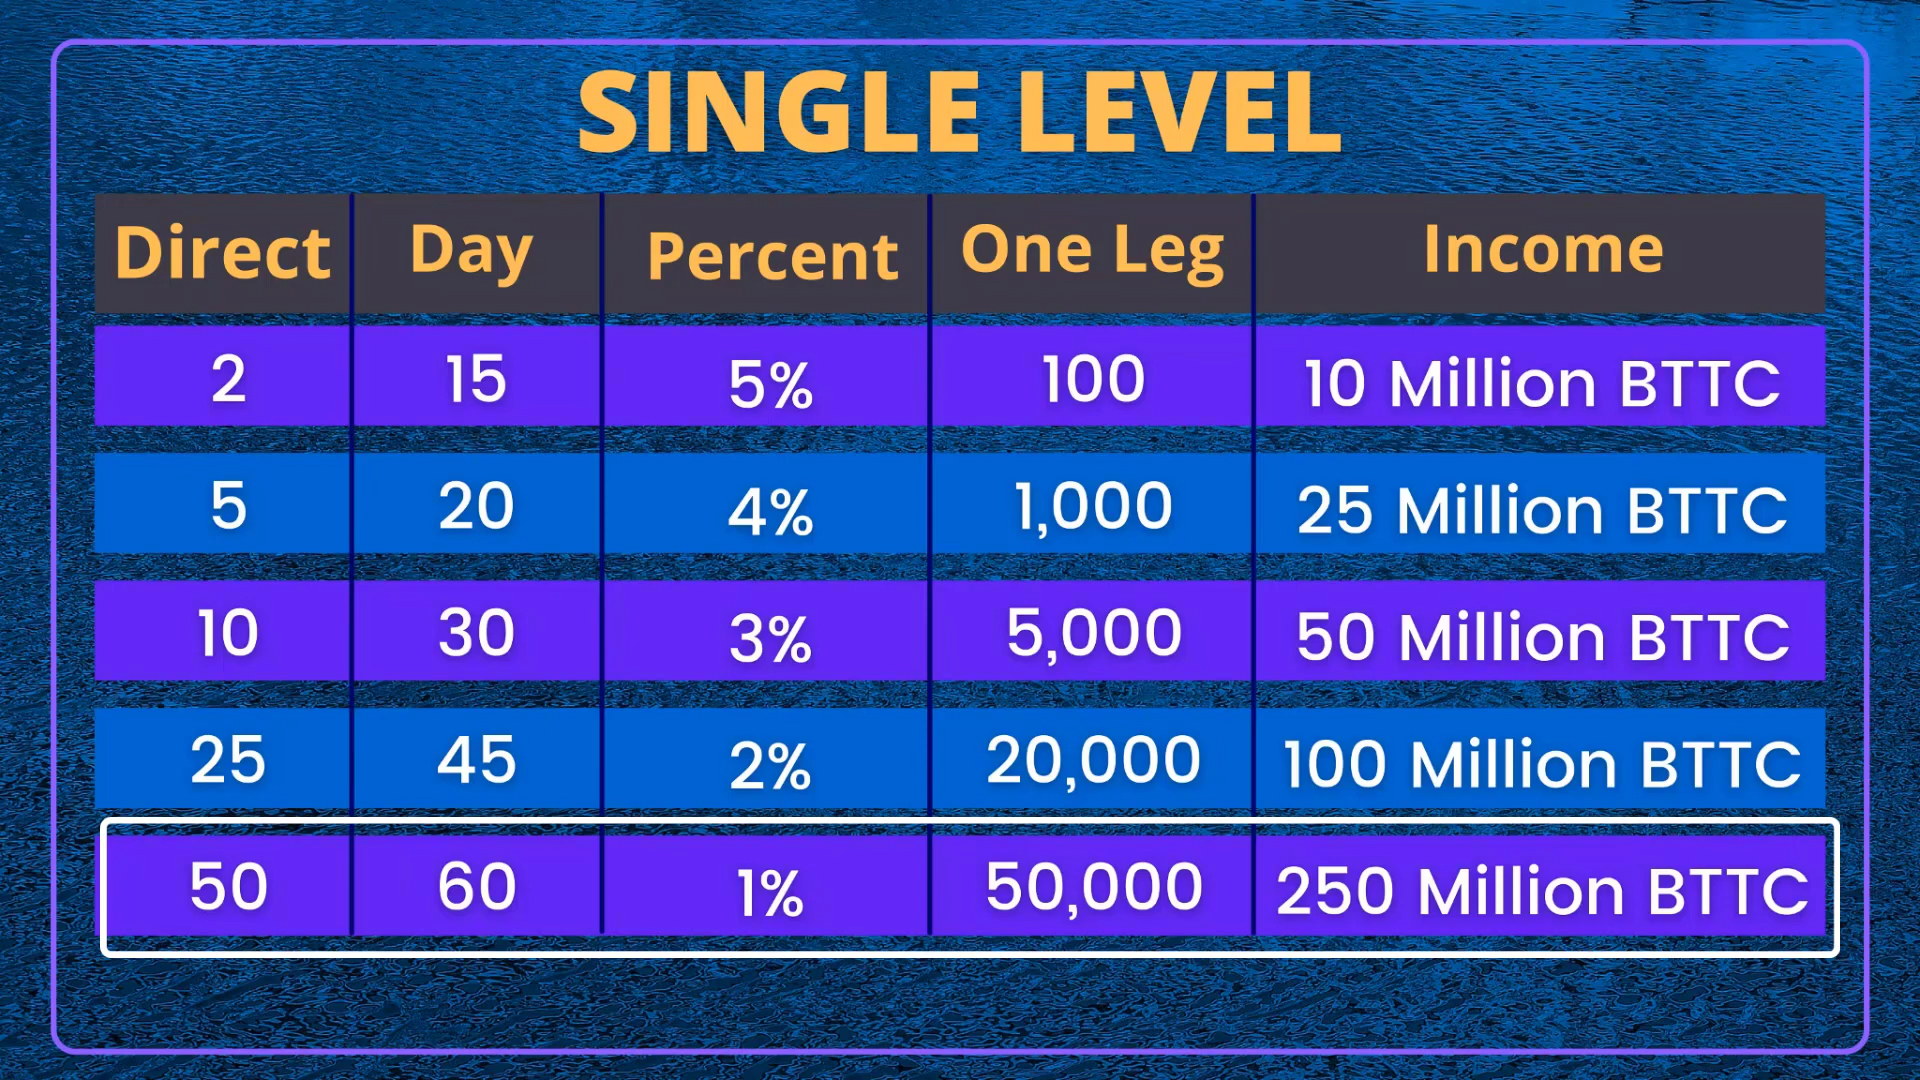 SINGLE LEVEL
Direct Day Percent One Leg Income
2 15 5% 100 10 Million BTTC
5 20 4% 1,000 25 Million BTTC
10 30 3% 5,000 50 Million BTTC
25 45 2% 20,000 100 Million BTTC
50 60 1% 50,000 250 Million BTTC